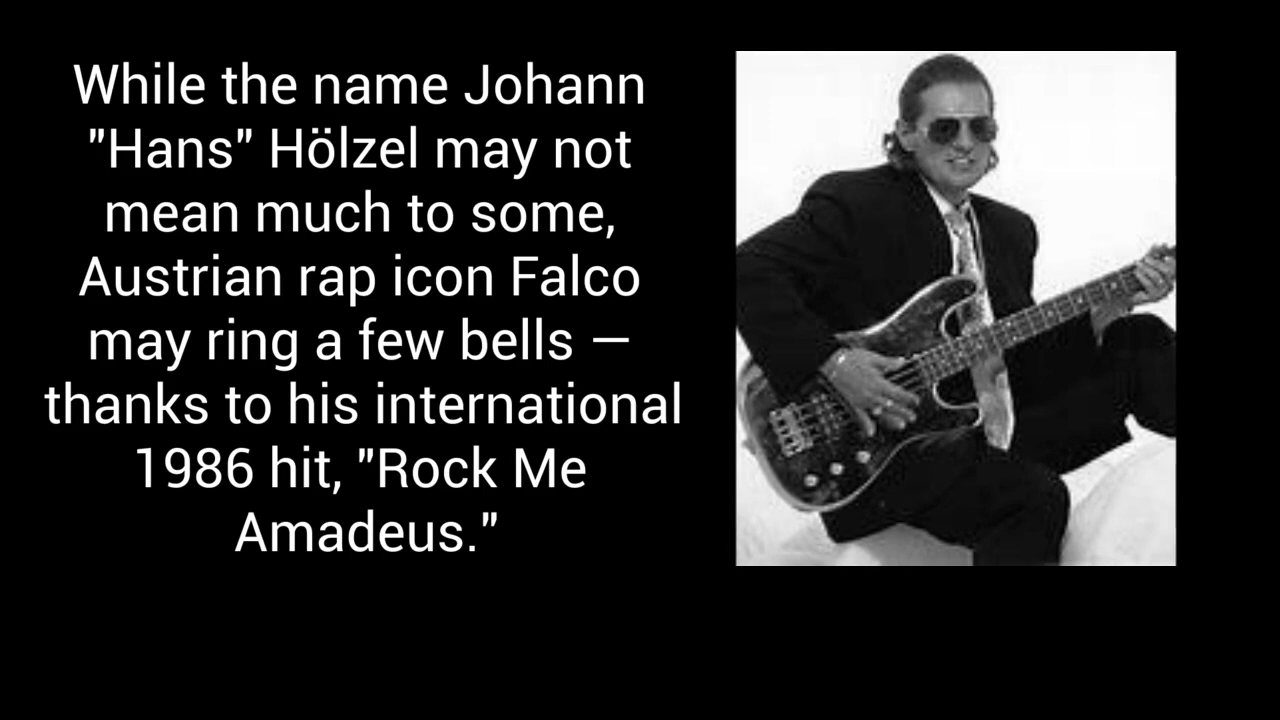 While the name Johann
"Hans" Hölzel may not
mean much to some,
Austrian rap icon Falco
may ring a few bells —
thanks to his international
1986 hit, "Rock Me
Amadeus."